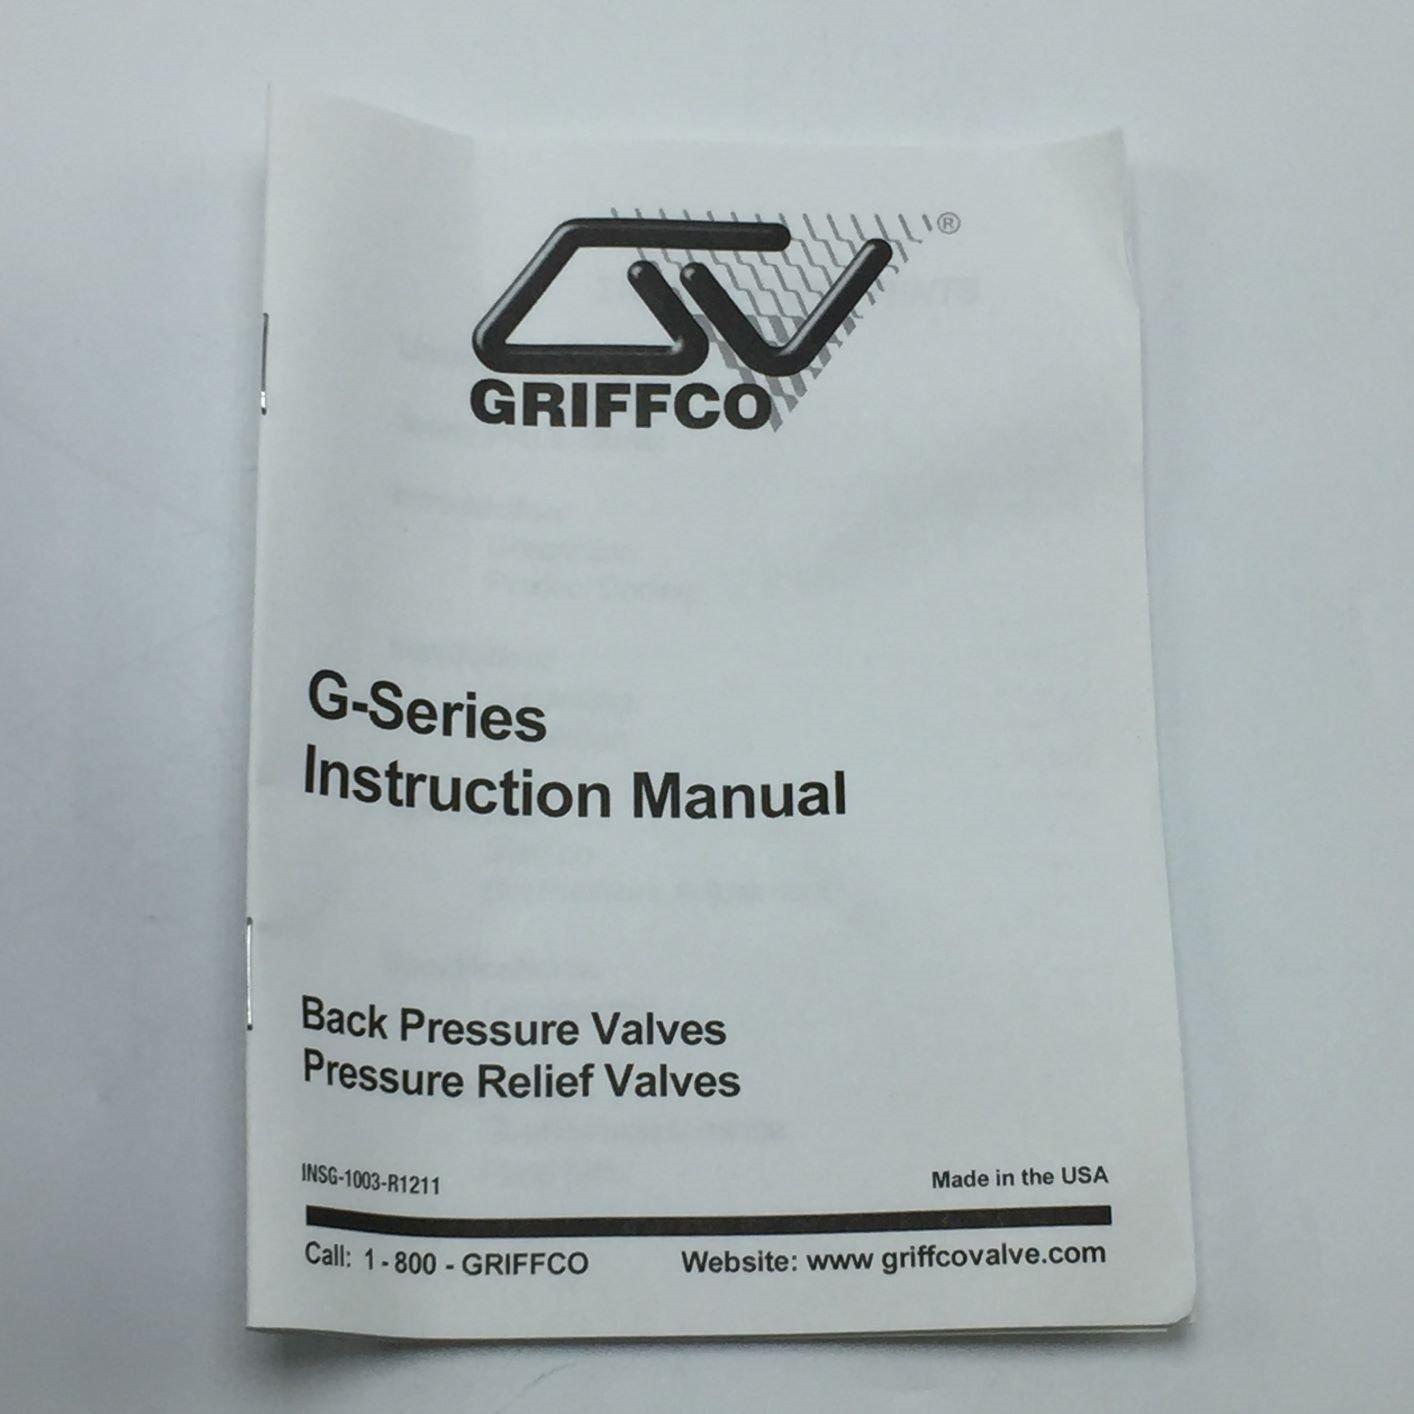 ®
GRIFFCO
G-Series
Instruction Manual
Back Pressure Valves
Pressure Relief Valves
INSG-1003-R1211
Made in the USA
Call: 1-800 - GRIFFCO
Website: www griffcovalve.com